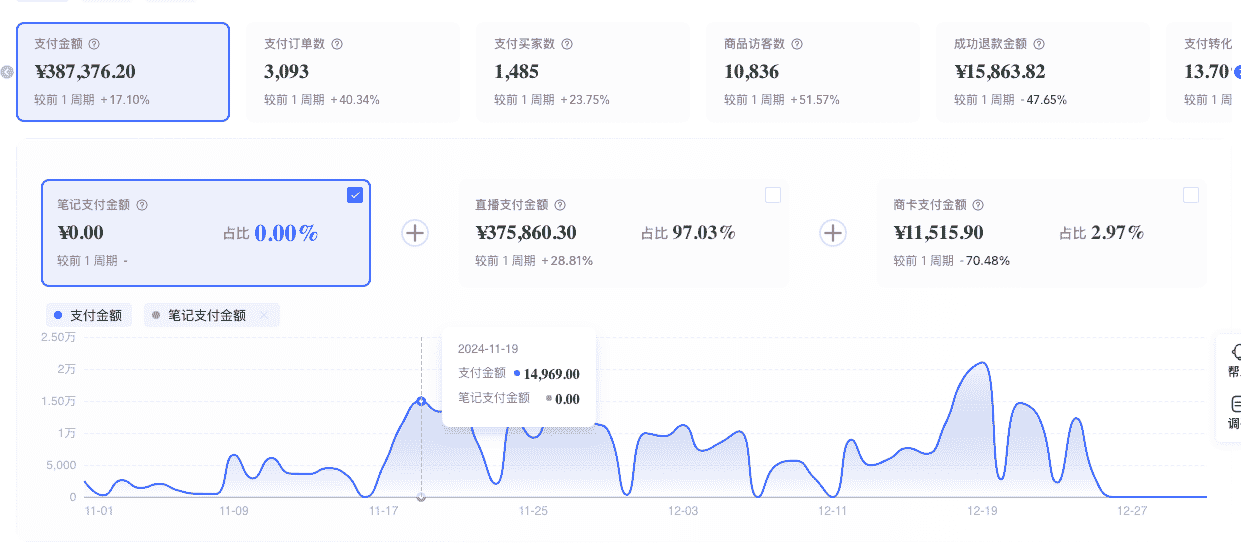 支付金额
¥387,376.20
较前 1 周期 +17.10%
支付订单数
3,093
较前 1 周期 +40.34%
支付买家数
1,485
较前 1 周期 +23.75%
商品访客数
10,836
较前 1 周期 +51.57%
成功退款金额
¥15,863.82
较前 1 周期 -47.65%
支付转化
13.70
较前 1 周
笔记支付金额
¥0.00
占比 0.00%
较前 1 周期 -
直播支付金额
¥375,860.30
占比 97.03%
较前 1 周期 +28.81%
商卡支付金额
¥11,515.90
占比 2.97%
较前 1 周期 -70.48%
支付金额
笔记支付金额
2.50万
2万
1.50万
1万
5,000
0
2024-11-19
支付金额 14,969.00
笔记支付金额 0.00
11-01
11-09
11-17
11-25
12-03
12-11
12-19
12-27
帮
调